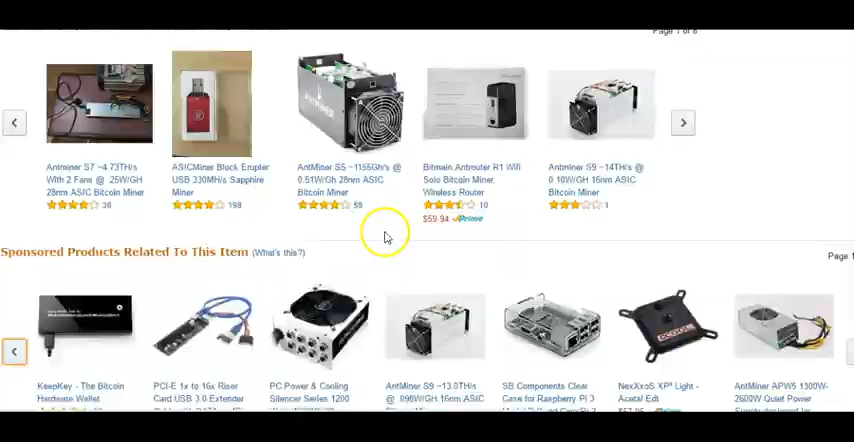 Page 1 of 8
Antminer S7 ~4.73TH/s
With 2 Fans @ .25W/GH
28nm ASIC Bitcoin Miner
36
ASICMiner Block Erupter
USB 330MH/s Sapphire
Miner
198
ANTMINER
AntMiner S5 ~1155Gh/s @
0.51W/Gh 28nm ASIC
Bitcoin Miner
59
Bitmain Antrouter R1 Wifi
Solo Bitcoin Miner
Wireless Router
10
$59.94 Prime
Antminer S9 ~14TH/s @
0.10W/GH 16nm ASIC
Bitcoin Miner
1
Sponsored Products Related To This Item (What's this?)
Page 1
KeepKey - The Bitcoin
Hardware Wallet
PCI-E 1x to 16x Riser
Card USB 3.0 Extender
PC Power & Cooling
Silencer Series 1200
AntMiner S9 ~13.0TH/s
@ .098W/GH 16nm ASIC
SB Components Clear
Case for Raspberry Pi 3
NexXxoS XP³ Light -
Acetal Edt
$57.95
AntMiner APW5 1300W-
2600W Quiet Power
Supply designed for